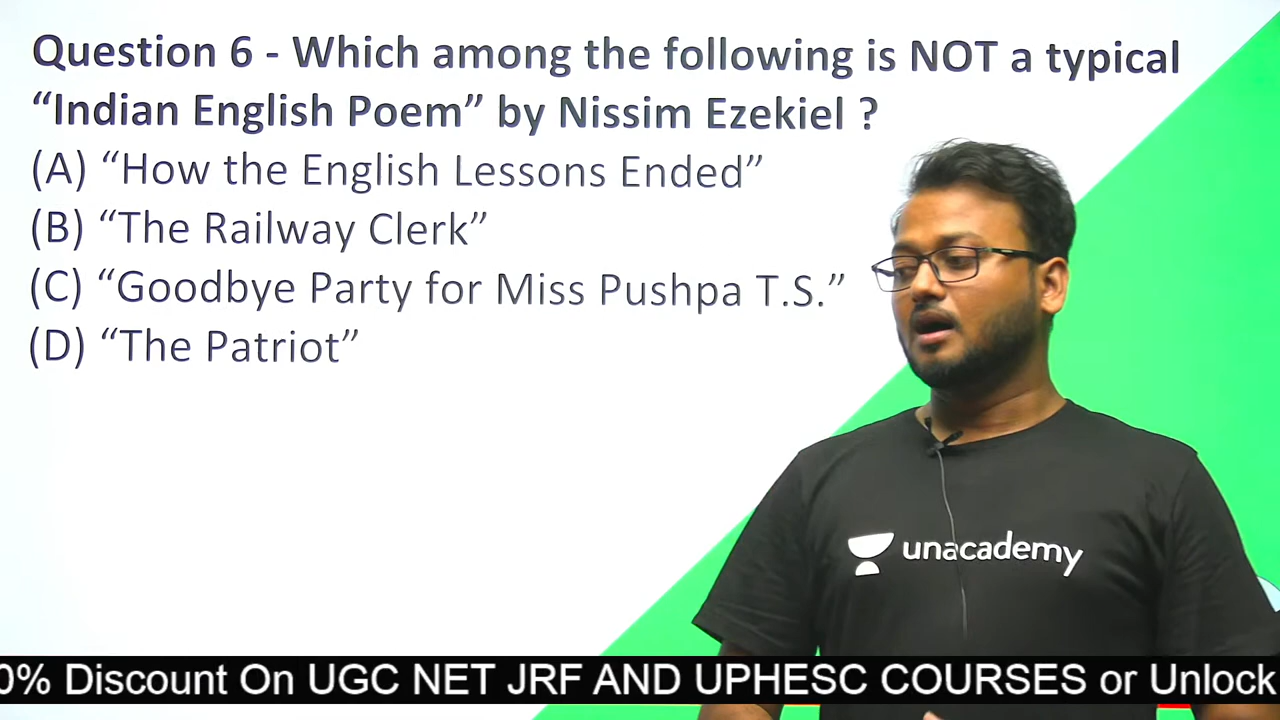 Question 6 - Which among the following is NOT a typical
“Indian English Poem” by Nissim Ezekiel ?
(A) “How the English Lessons Ended”
(B) “The Railway Clerk”
(C) “Goodbye Party for Miss Pushpa T.S.”
(D) “The Patriot”
unacademy
0% Discount On UGC NET JRF AND UPHESC COURSES or Unlock